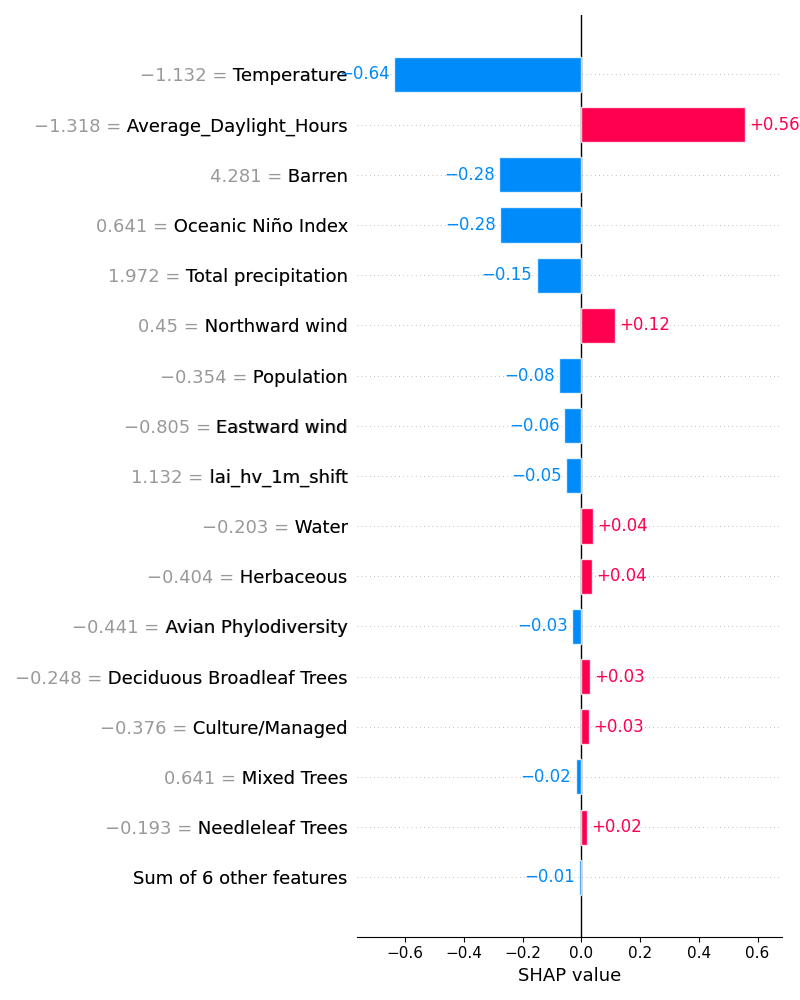 −1.132 = Temperature −0.64
−1.318 = Average_Daylight_Hours +0.56
4.281 = Barren −0.28
0.641 = Oceanic Niño Index −0.28
1.972 = Total precipitation −0.15
0.45 = Northward wind +0.12
−0.354 = Population −0.08
−0.805 = Eastward wind −0.06
1.132 = lai_hv_1m_shift −0.05
−0.203 = Water +0.04
−0.404 = Herbaceous +0.04
−0.441 = Avian Phylodiversity −0.03
−0.248 = Deciduous Broadleaf Trees +0.03
−0.376 = Culture/Managed +0.03
0.641 = Mixed Trees −0.02
−0.193 = Needleleaf Trees +0.02
Sum of 6 other features −0.01
−0.6 −0.4 −0.2 0.0 0.2 0.4 0.6
SHAP value